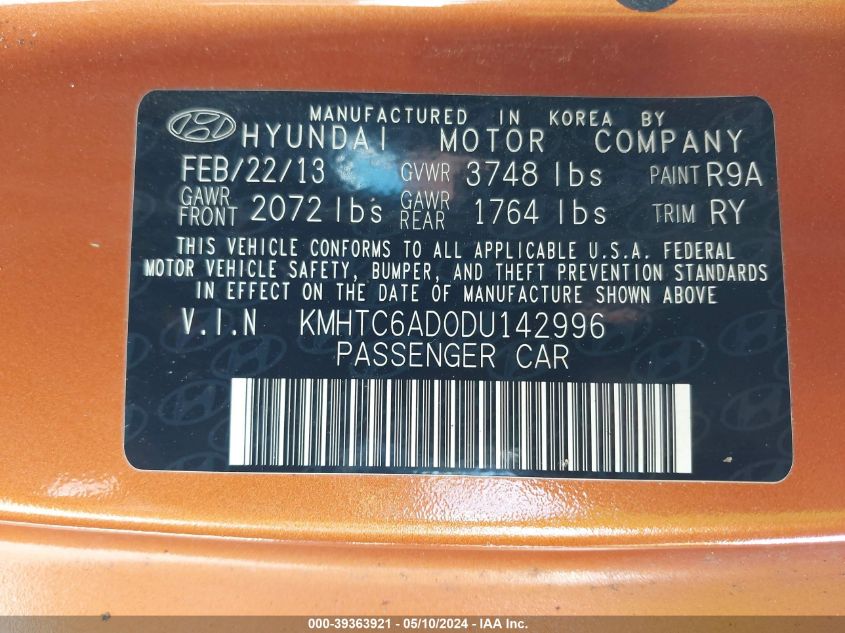 MANUFACTURED IN KOREA BY
HYUNDAI MOTOR COMPANY
FEB/22/13 GVWR 3748 lbs PAINT R9A
GAWR FRONT 2072 lbs GAWR REAR 1764 lbs TRIM RY
THIS VEHICLE CONFORMS TO ALL APPLICABLE U.S.A. FEDERAL
MOTOR VEHICLE SAFETY, BUMPER, AND THEFT PREVENTION STANDARDS
IN EFFECT ON THE DATE OF MANUFACTURE SHOWN ABOVE
V.I.N KMHTC6AD0DU142996
PASSENGER CAR
000-39363921 - 05/10/2024 - IAA Inc.